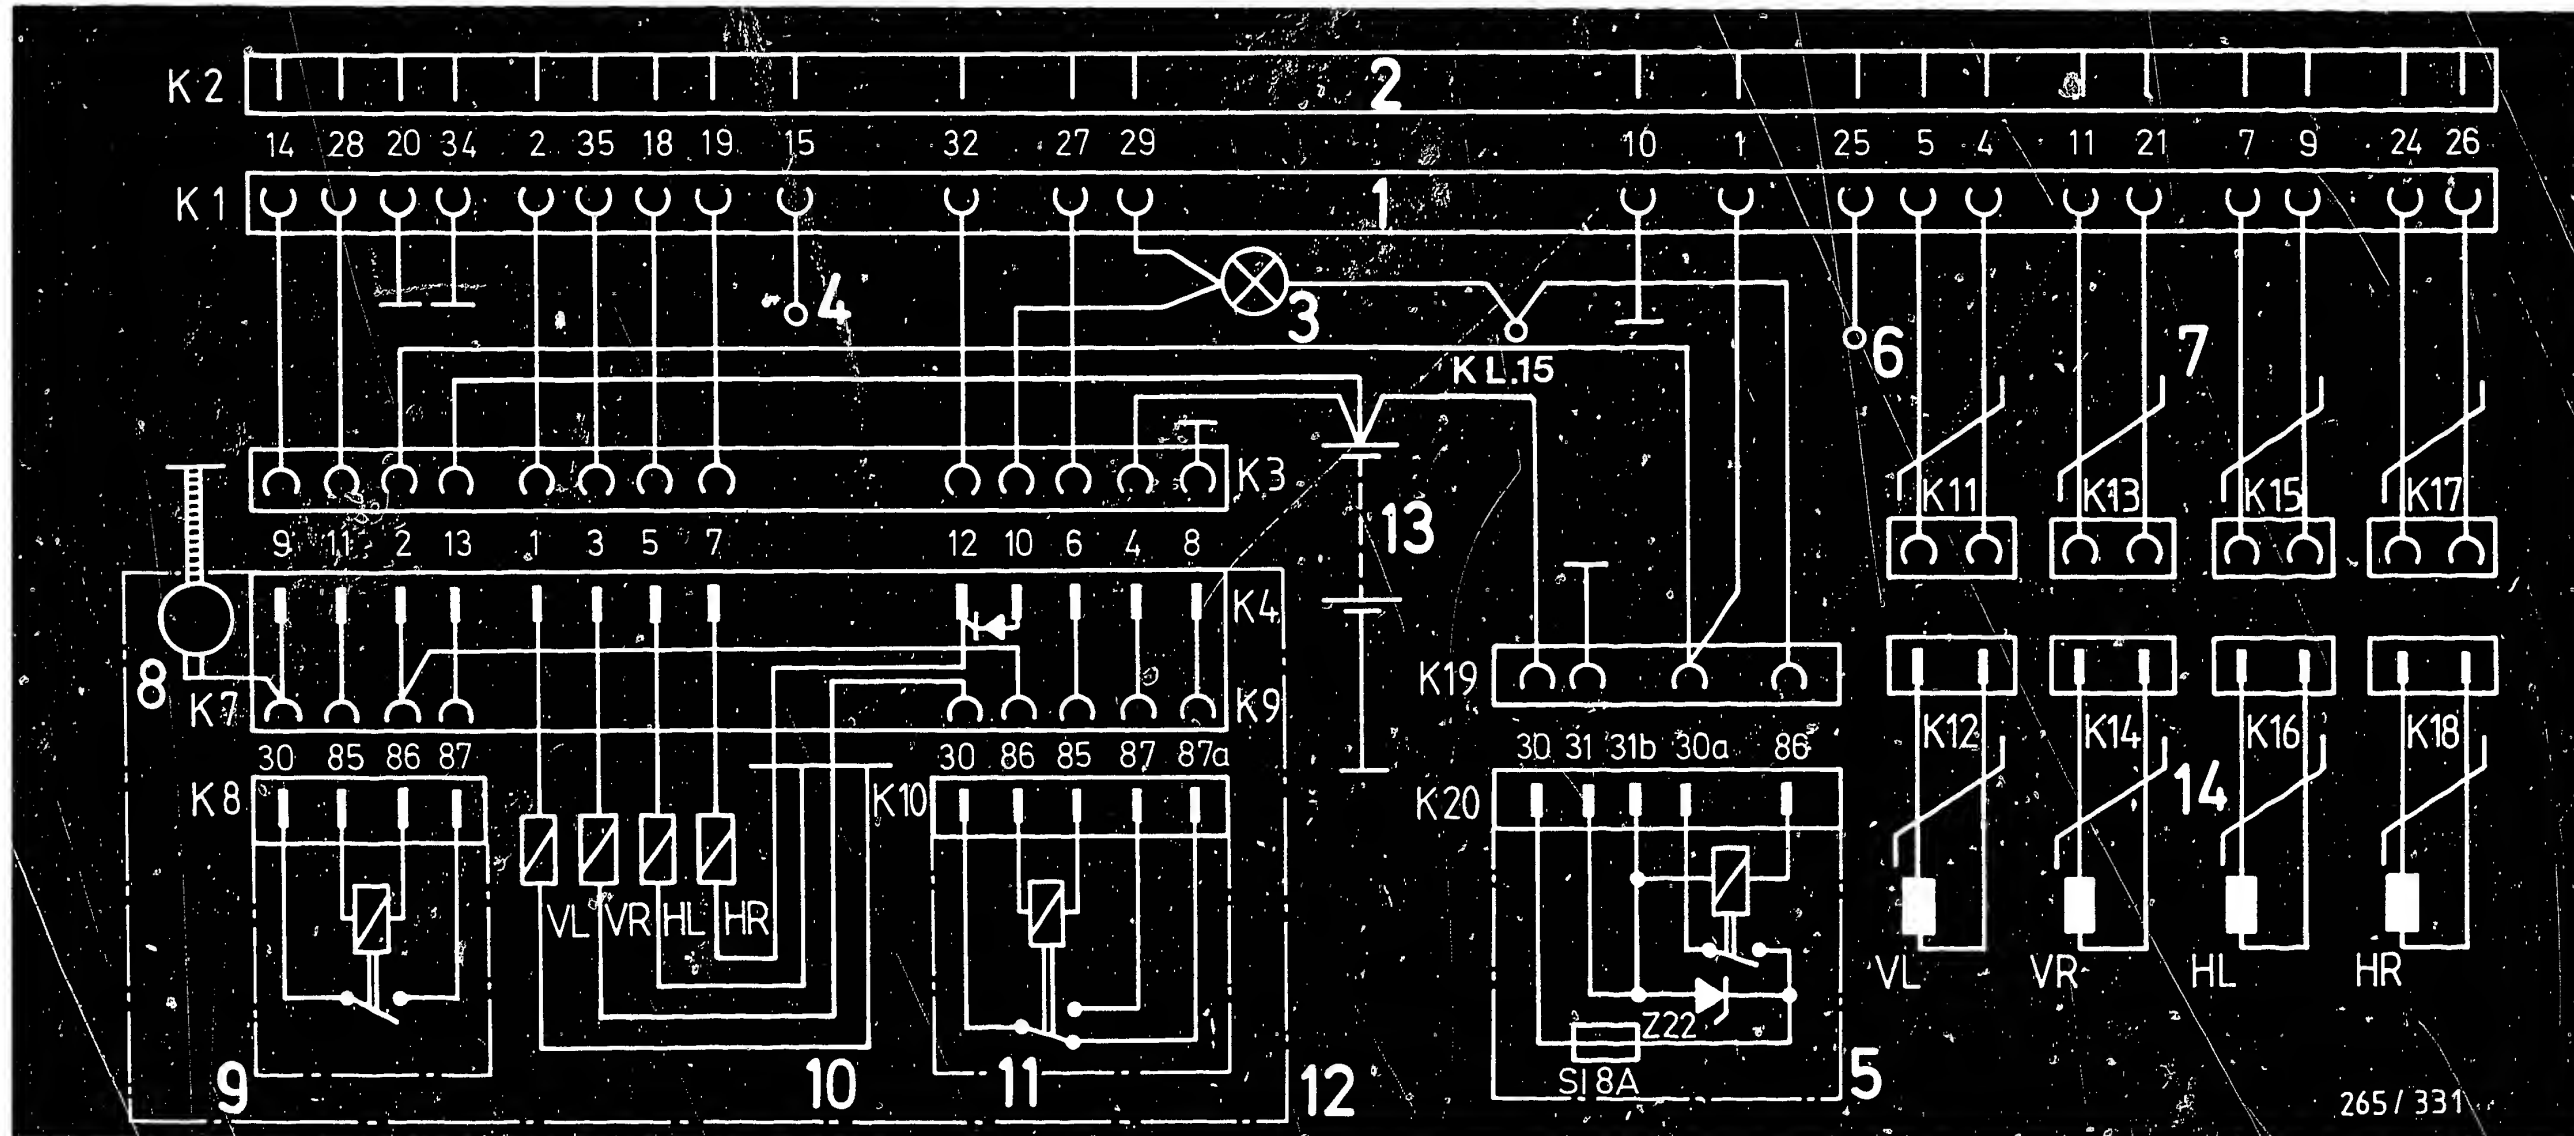 K2 2
14 28 20 34 2 35 18 19 15 32 27 29 10 1 25 5 4 11 21 7 9 24 26
K1 1
4 3 6 7
KL.15
K3 K11 K13 K15 K17
13
9 11 2 13 1 3 5 7 12 10 6 4 8
K4
8 K7 K9 K19 K12 K14 K16 K18
30 85 86 87 30 86 85 87 87a 30 31 31b 30a 86
K8 K10 K20 14
VL VR HL HR
VL VR HL HR
Z22
9 10 11 12 SI 8A 5
265/331